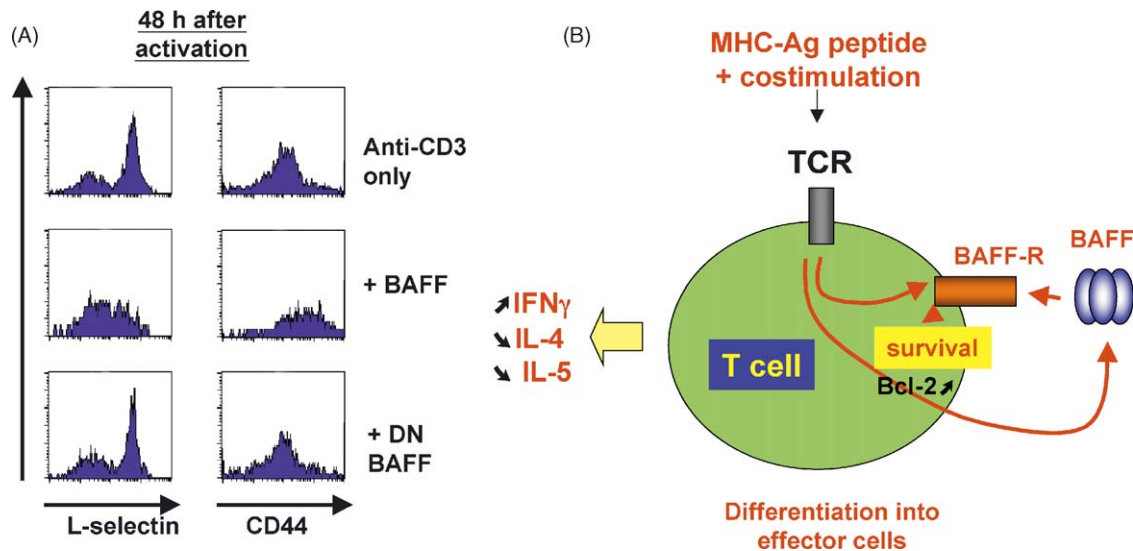 (A)
48 h after
activation
Anti-CD3
only
+ BAFF
+ DN
BAFF
L-selectin
CD44
(B)
MHC-Ag peptide
+ costimulation
TCR
BAFF-R
BAFF
IFNγ
IL-4
IL-5
T cell
survival
Bcl-2
Differentiation into
effector cells